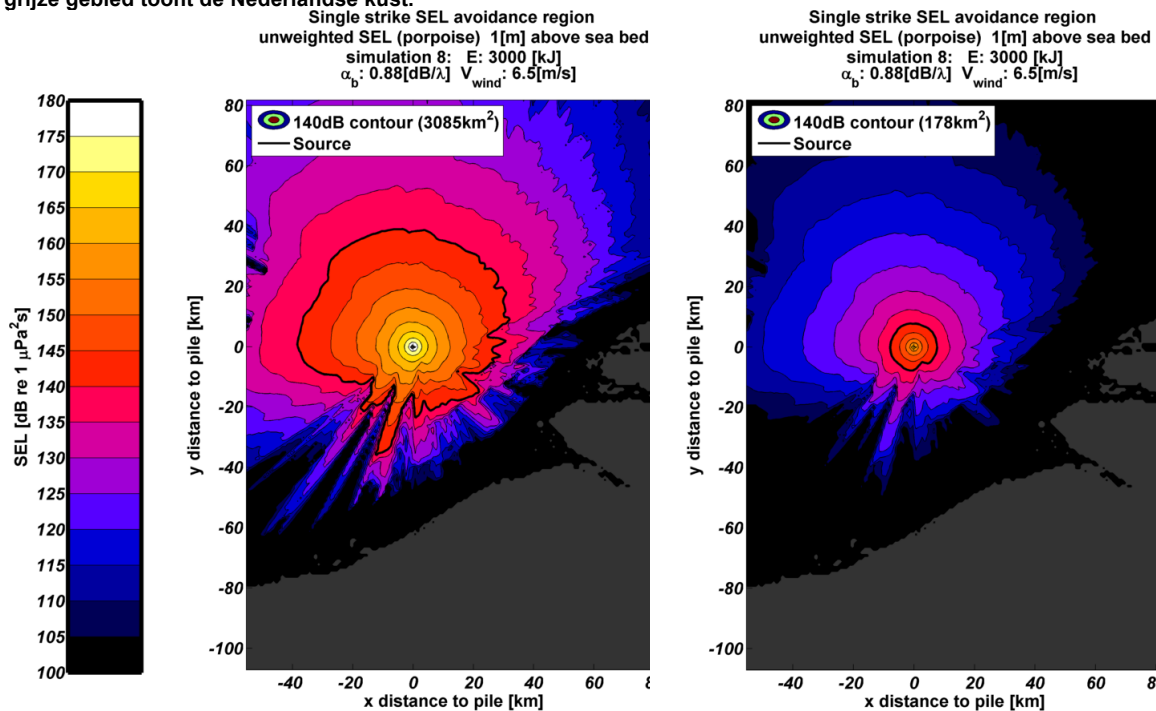 grijze gebied toont de Nederlandse kust.
Single strike SEL avoidance region
unweighted SEL (porpoise) 1[m] above sea bed
simulation 8: E: 3000 [kJ]
α_b: 0.88[dB/λ] V_wind: 6.5[m/s]
140dB contour (3085km²)
Source
80
60
40
20
0
-20
-40
-60
-80
-100
y distance to pile [km]
-40 -20 0 20 40 60 8
x distance to pile [km]
180
175
170
165
160
155
150
145
140
135
130
125
120
115
110
105
100
SEL [dB re 1 μPa²s]
Single strike SEL avoidance region
unweighted SEL (porpoise) 1[m] above sea bed
simulation 8: E: 3000 [kJ]
α_b: 0.88[dB/λ] V_wind: 6.5[m/s]
140dB contour (178km²)
Source
80
60
40
20
0
-20
-40
-60
-80
-100
y distance to pile [km]
-40 -20 0 20 40 60 8
x distance to pile [km]